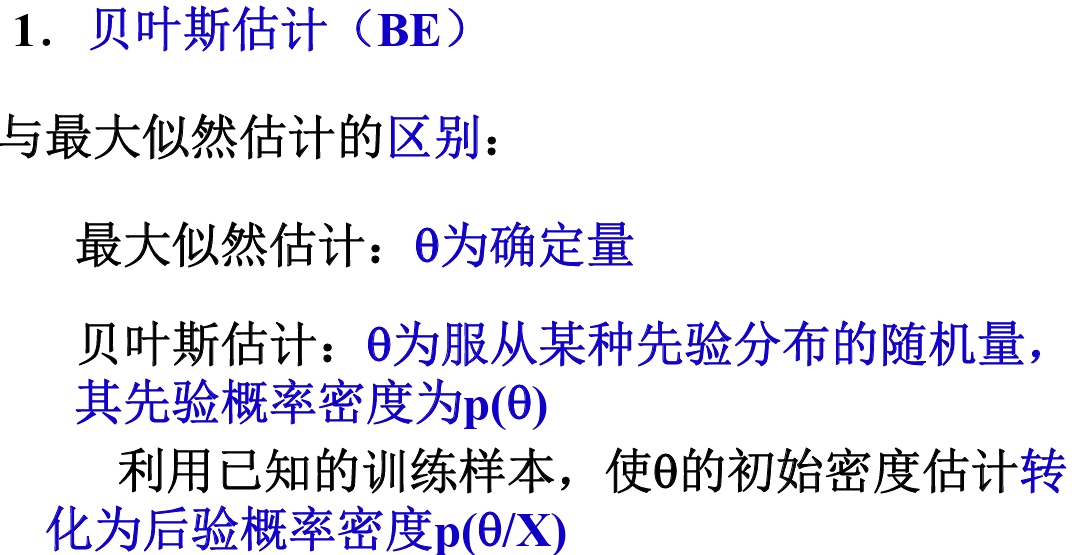 1. 贝叶斯估计（BE）
与最大似然估计的区别：
最大似然估计：θ为确定量
贝叶斯估计：θ为服从某种先验分布的随机量，
其先验概率密度为p(θ)
利用已知的训练样本，使θ的初始密度估计转
化为后验概率密度p(θ/X)